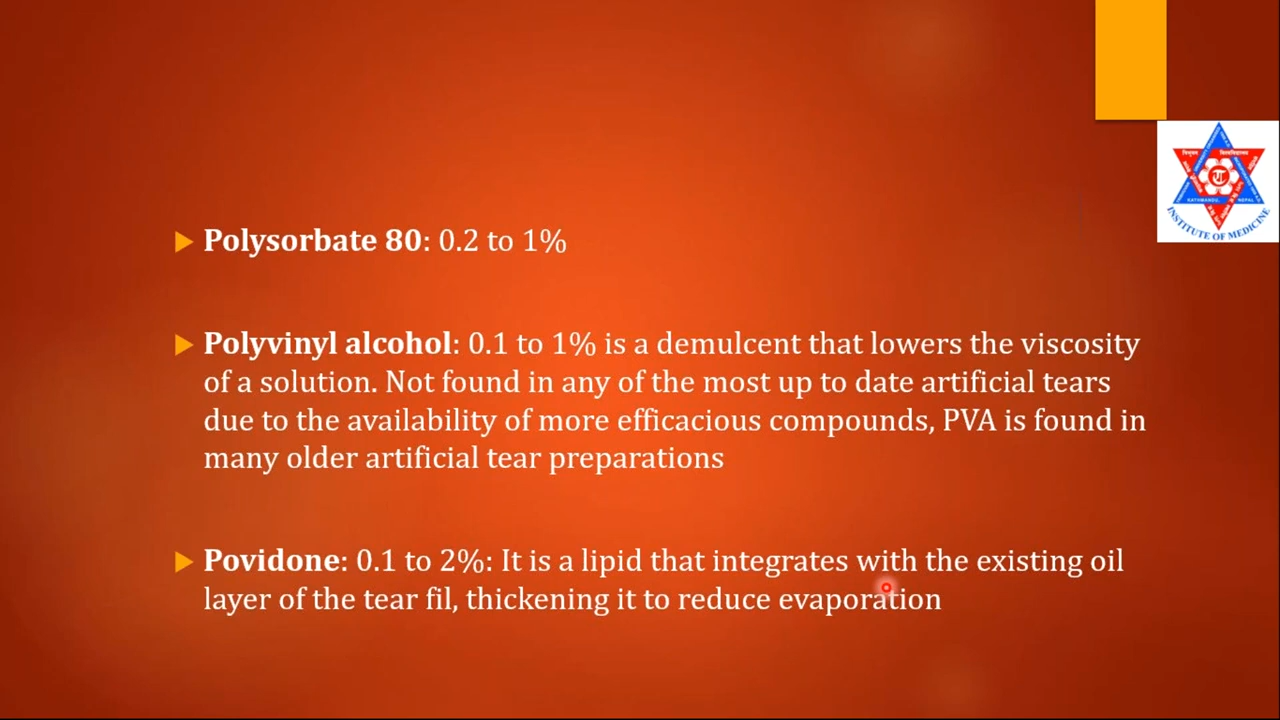 Polysorbate 80: 0.2 to 1%
Polyvinyl alcohol: 0.1 to 1% is a demulcent that lowers the viscosity
of a solution. Not found in any of the most up to date artificial tears
due to the availability of more efficacious compounds, PVA is found in
many older artificial tear preparations
Povidone: 0.1 to 2%: It is a lipid that integrates with the existing oil
layer of the tear fil, thickening it to reduce evaporation
KATHMANDU, NEPAL
INSTITUTE OF MEDICINE